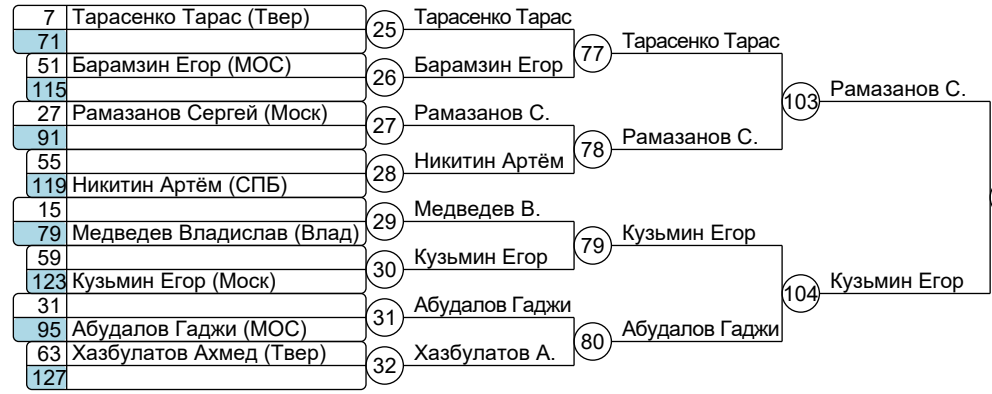 7 Тарасенко Тарас (Твер)
71
51 Барамзин Егор (МОС)
115
27 Рамазанов Сергей (Моск)
91
55
119 Никитин Артём (СПБ)
15
79 Медведев Владислав (Влад)
59
123 Кузьмин Егор (Моск)
31
95 Абудалов Гаджи (МОС)
63 Хазбулатов Ахмед (Твер)
127
25 Тарасенко Тарас
26 Барамзин Егор
27 Рамазанов С.
28 Никитин Артём
29 Медведев В.
30 Кузьмин Егор
31 Абудалов Гаджи
32 Хазбулатов А.
77 Тарасенко Тарас
78 Рамазанов С.
79 Кузьмин Егор
80 Абудалов Гаджи
103 Рамазанов С.
104 Кузьмин Егор